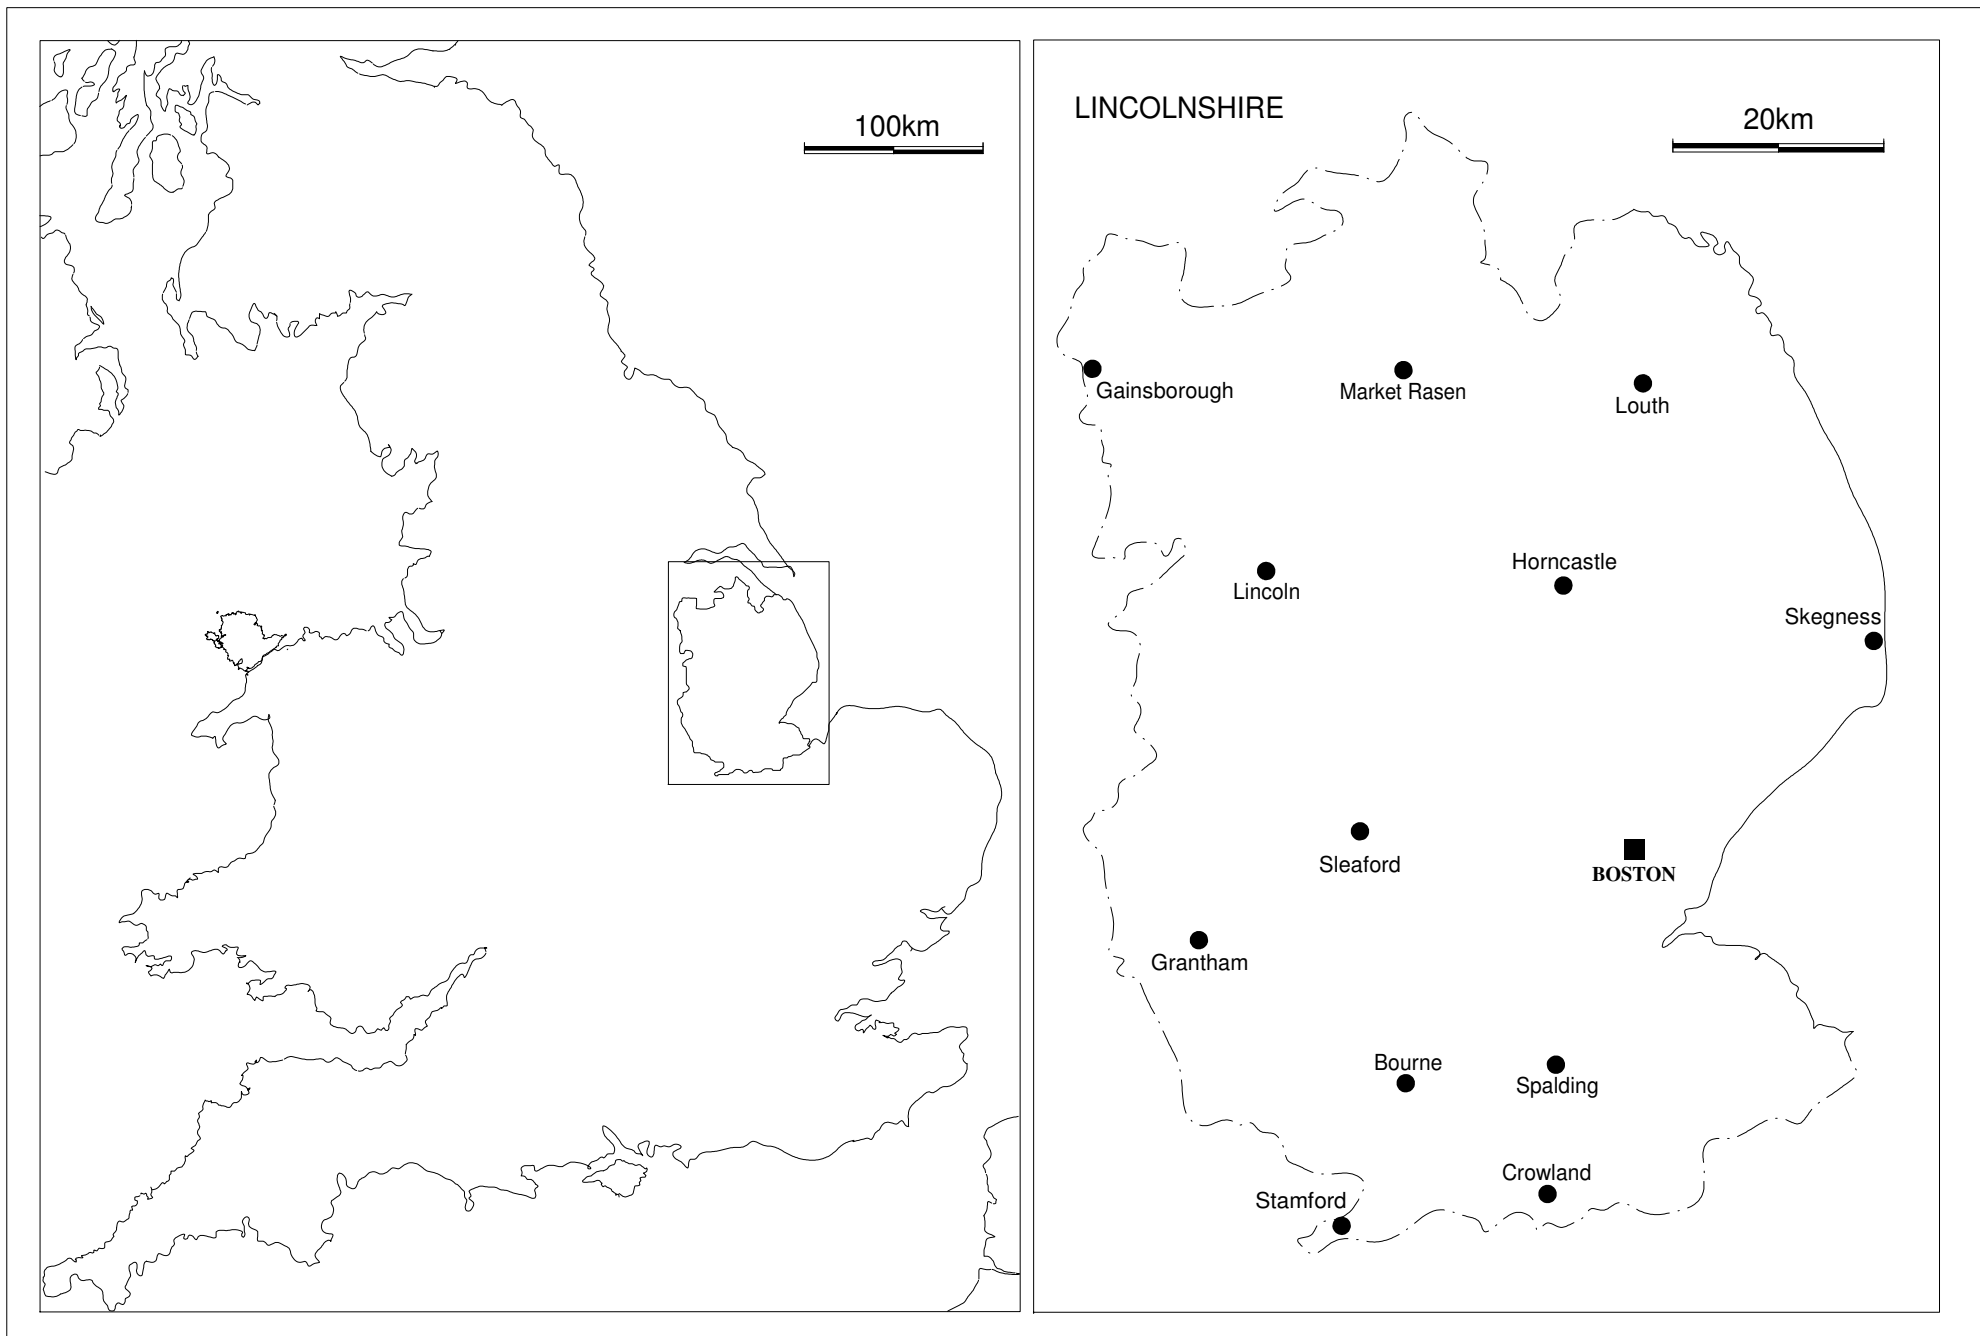 100km
LINCOLNSHIRE
20km
Gainsborough
Market Rasen
Louth
Horncastle
Lincoln
Skegness
Sleaford
BOSTON
Grantham
Bourne
Spalding
Crowland
Stamford